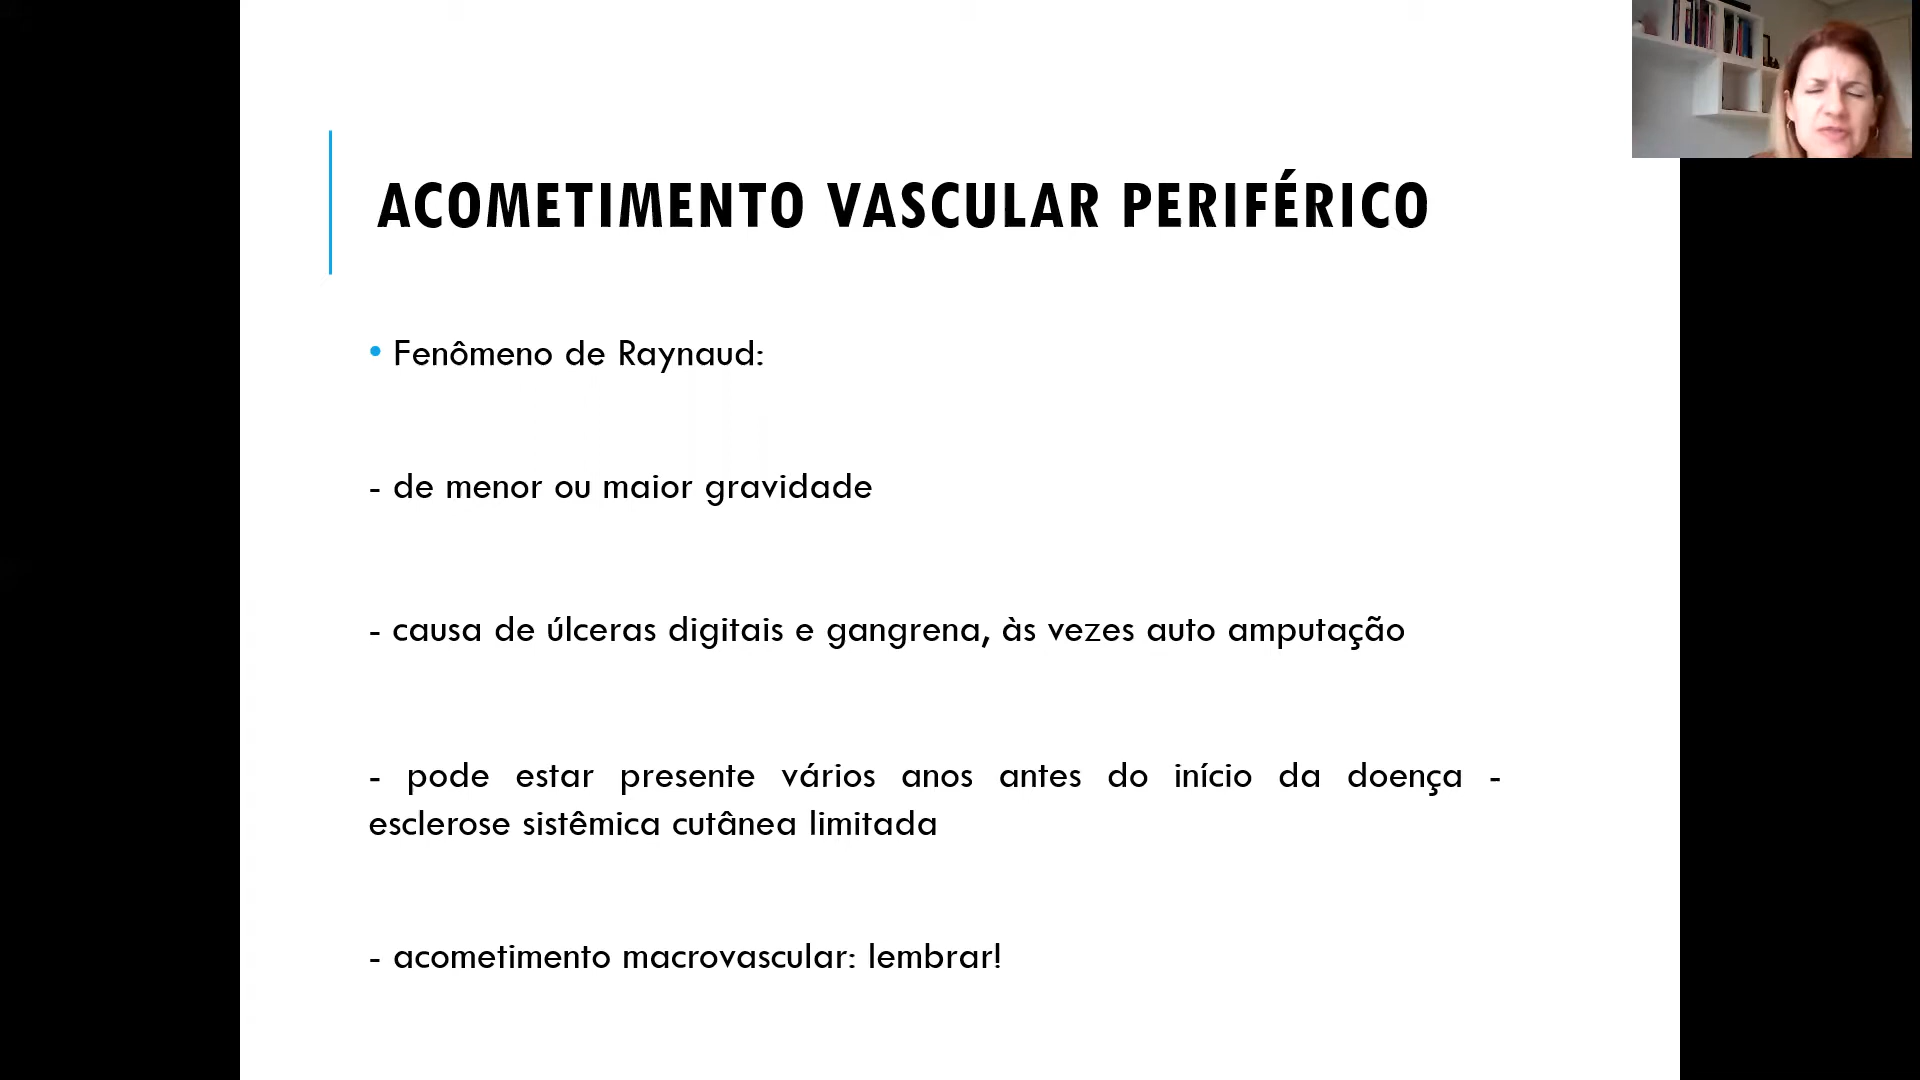 ACOMETIMENTO VASCULAR PERIFÉRICO
• Fenômeno de Raynaud:
- de menor ou maior gravidade
- causa de úlceras digitais e gangrena, às vezes auto amputação
- pode estar presente vários anos antes do início da doença -
esclerose sistêmica cutânea limitada
- acometimento macrovascular: lembrar!